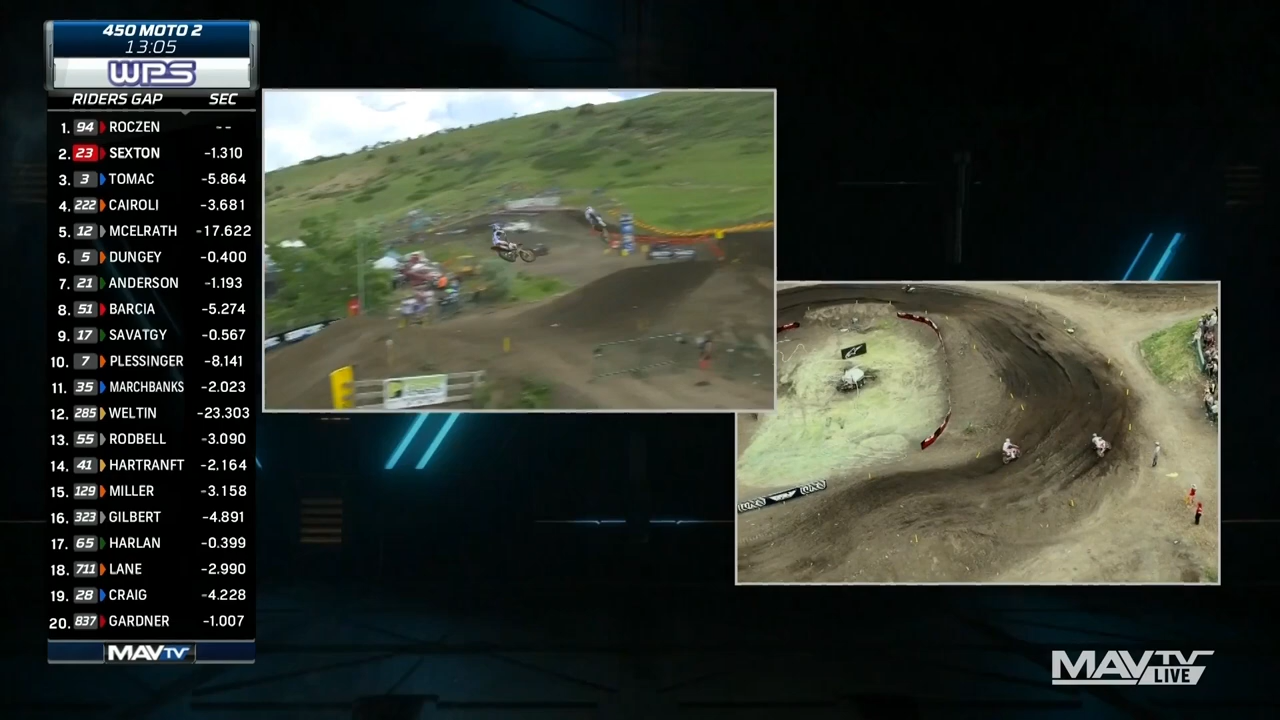 450 MOTO 2
13:05
WPS
RIDERS GAP SEC
1. 94 ROCZEN --
2. 23 SEXTON -1.310
3. 3 TOMAC -5.864
4. 222 CAIROLI -3.681
5. 12 MCELRATH -17.622
6. 5 DUNGEY -0.400
7. 21 ANDERSON -1.193
8. 51 BARCIA -5.274
9. 17 SAVATGY -0.567
10. 7 PLESSINGER -8.141
11. 35 MARCHBANKS -2.023
12. 285 WELTIN -23.303
13. 55 RODBELL -3.090
14. 41 HARTRANFT -2.164
15. 129 MILLER -3.158
16. 323 GILBERT -4.891
17. 65 HARLAN -0.399
18. 711 LANE -2.990
19. 28 CRAIG -4.228
20. 837 GARDNER -1.007
MAVTV
WPS WPS
MAVTV
LIVE